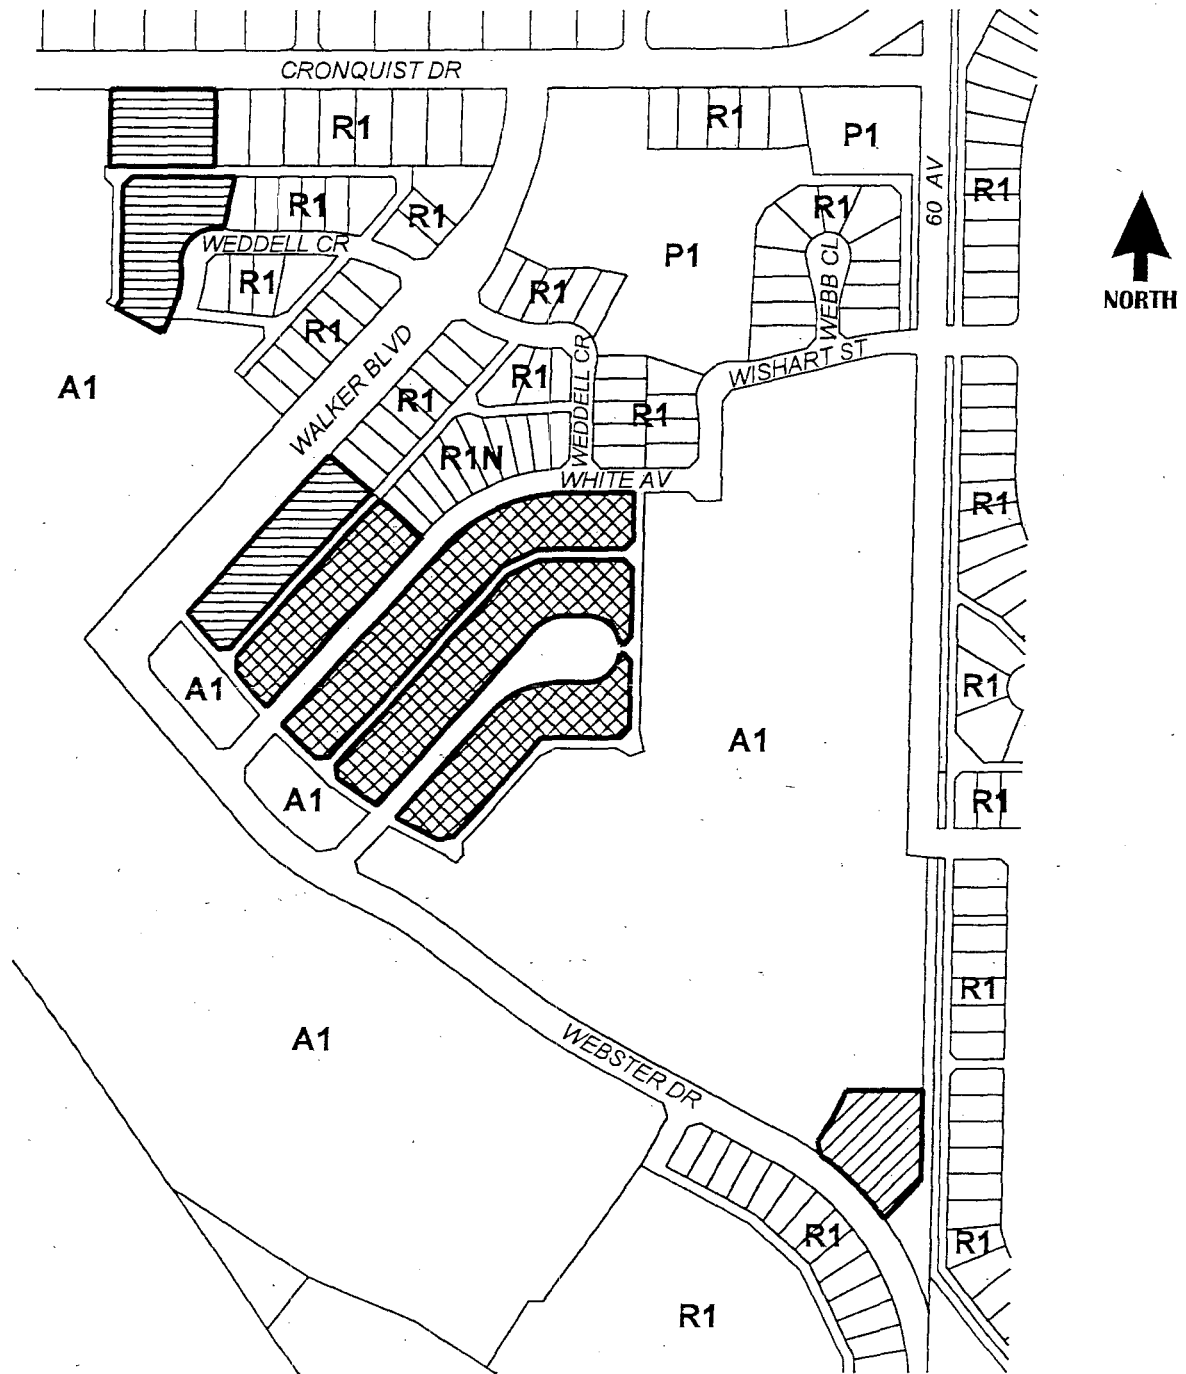 CRONQUIST DR
R1
R1
P1
R1
R1
R1
R1
60 AV
WEDDELL CR
P1
WEBB CL
R1
R1
NORTH
R1
WALKER BLVD
WEDDELL CR
WISHART ST
A1
R1
R1
R1
R1N
WHITE AV
R1
A1
R1
A1
A1
R1
R1
A1
WEBSTER DR
R1
R1
R1